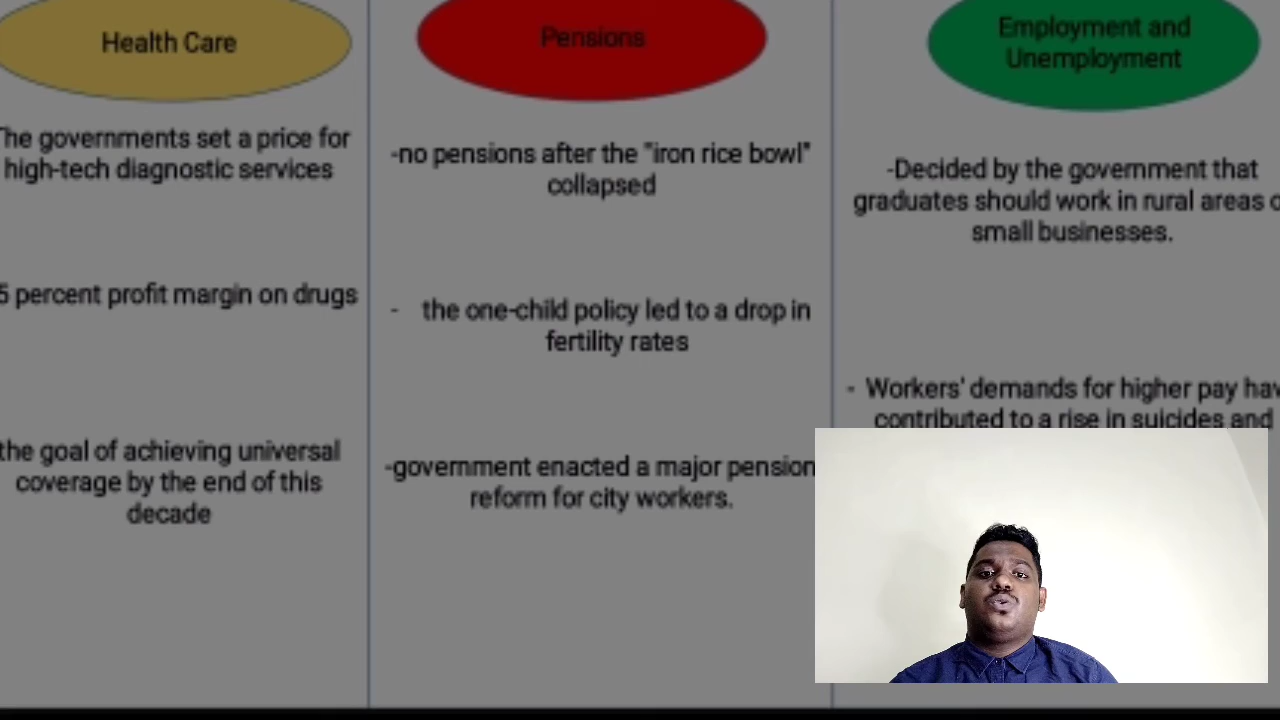 Health Care
The governments set a price for
high-tech diagnostic services
5 percent profit margin on drugs
the goal of achieving universal
coverage by the end of this
decade
Pensions
-no pensions after the "iron rice bowl"
collapsed
- the one-child policy led to a drop in
fertility rates
-government enacted a major pension
reform for city workers.
Employment and
Unemployment
-Decided by the government that
graduates should work in rural areas
small businesses.
- Workers' demands for higher pay
contributed to a rise in suicides and